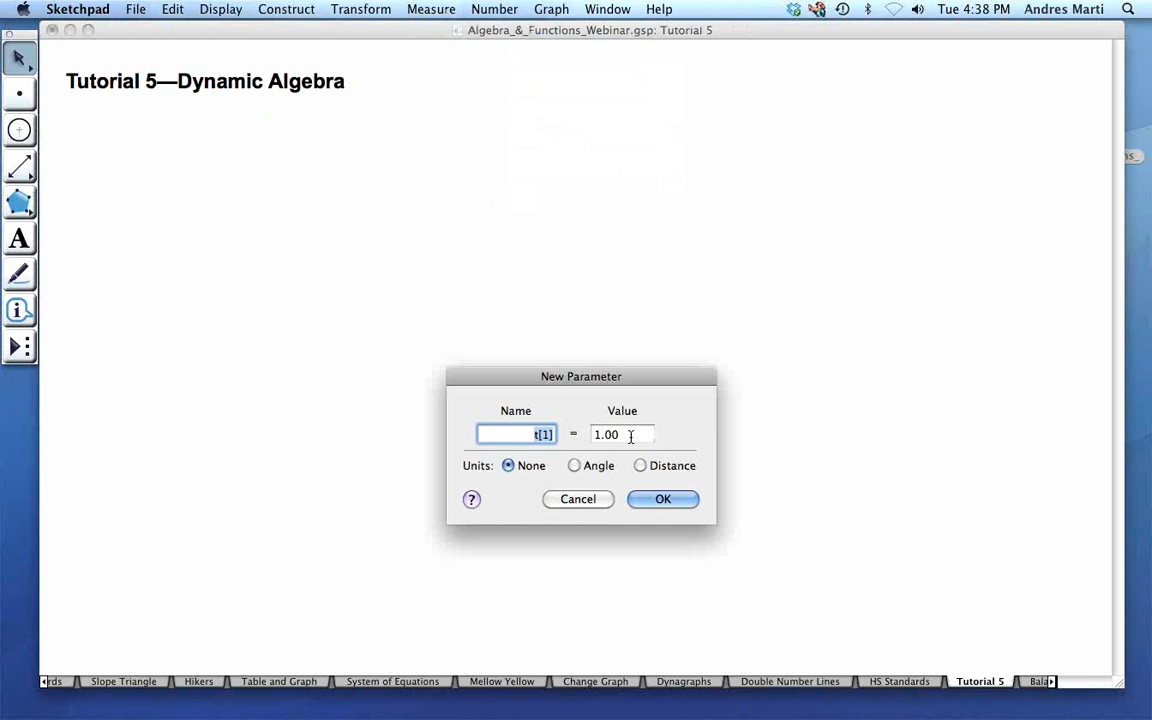 Sketchpad File Edit Display Construct Transform Measure Number Graph Window Help Tue 4:38 PM Andres Marti
Algebra_&_Functions_Webinar.gsp: Tutorial 5
Tutorial 5—Dynamic Algebra
A
New Parameter
Name Value
t[1] = 1.00
Units: None Angle Distance
? Cancel OK
rds Slope Triangle Hikers Table and Graph System of Equations Mellow Yellow Change Graph Dynagraphs Double Number Lines HS Standards Tutorial 5 Bala